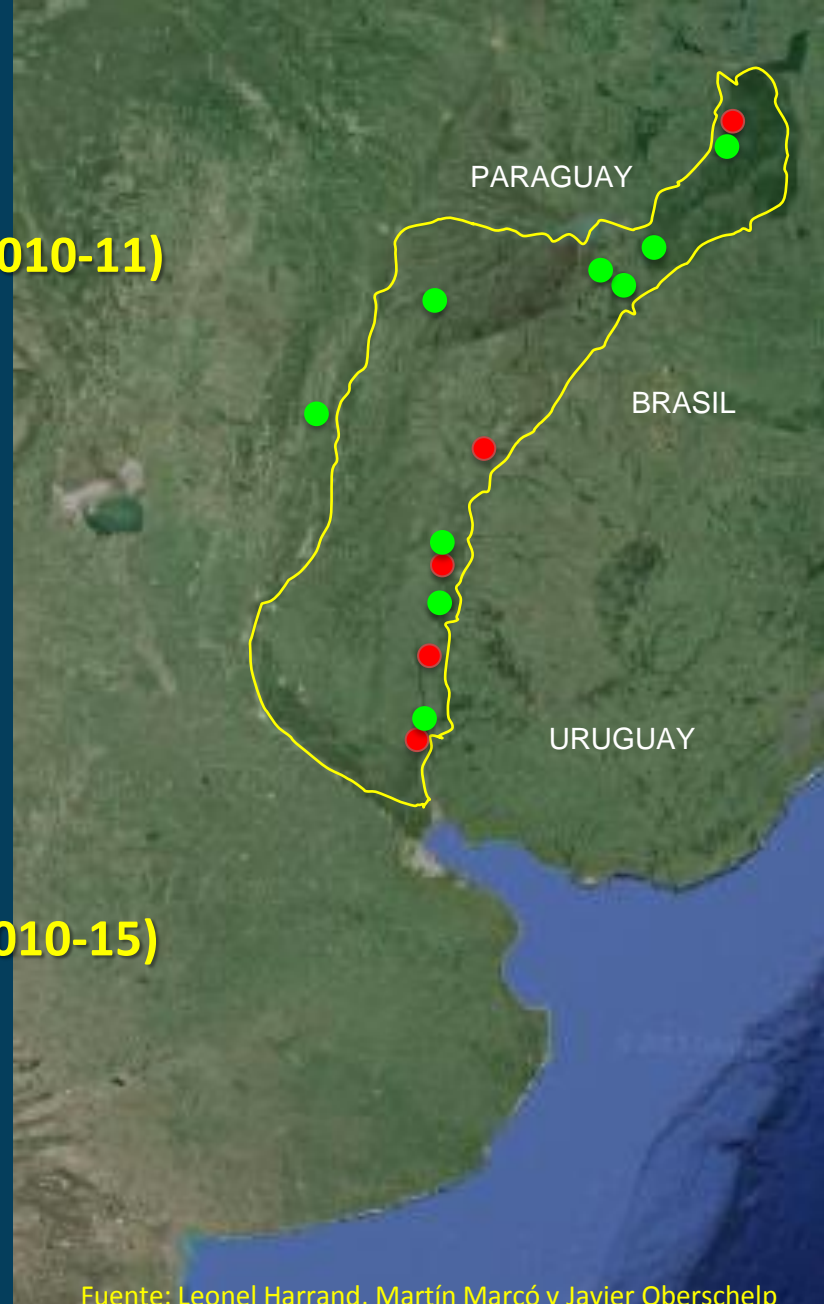 PARAGUAY
010-11)
BRASIL
URUGUAY
010-15)
Fuente: Leonel Harrand, Martín Marcó y Javier Oberschelp